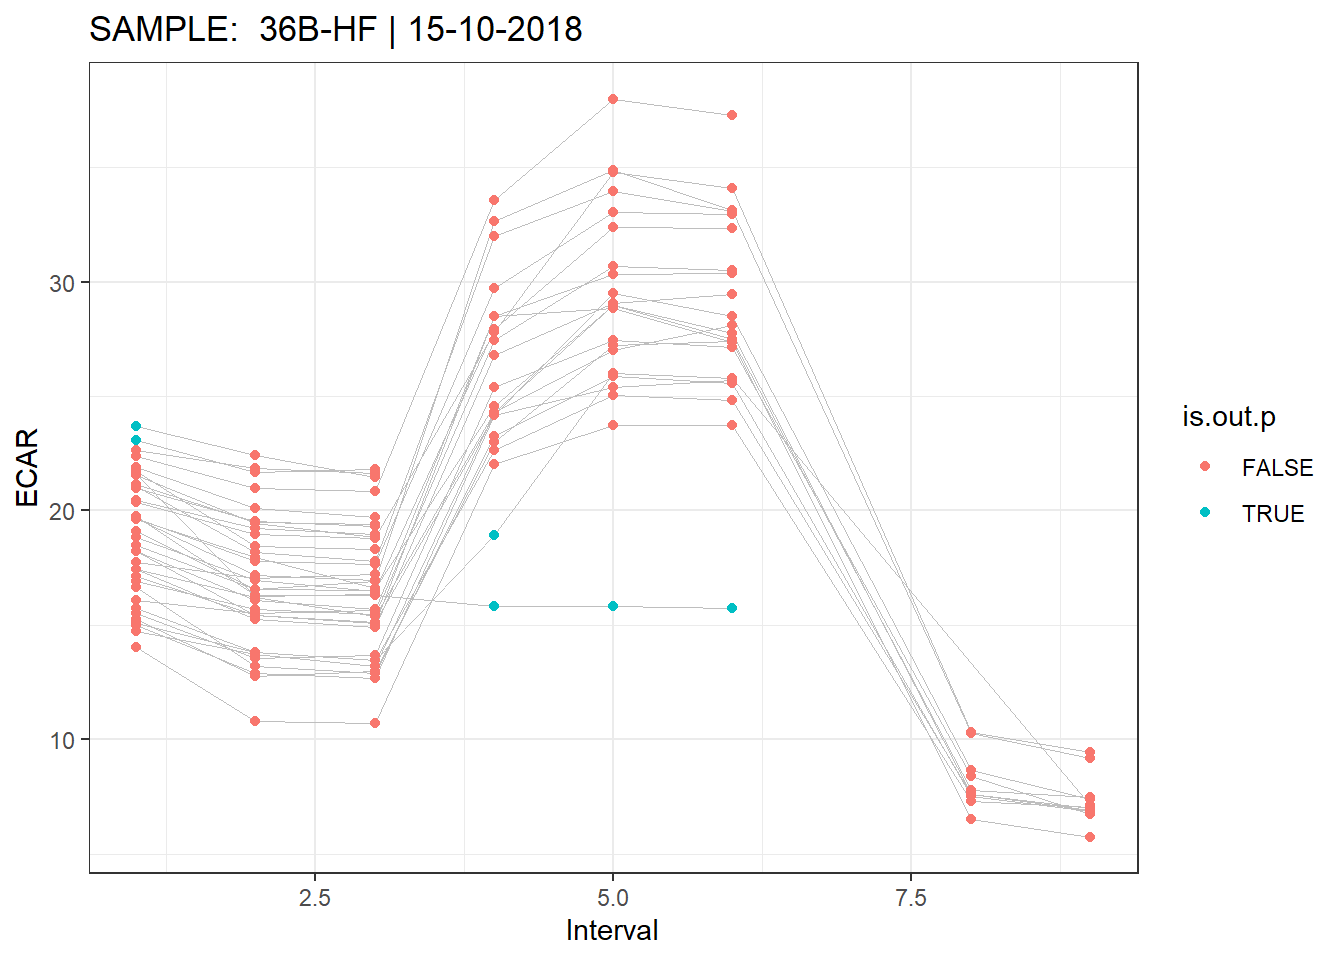 SAMPLE:  36B-HF | 15-10-2018
ECAR
30
20
10
2.5
5.0
7.5
Interval
is.out.p
FALSE
TRUE